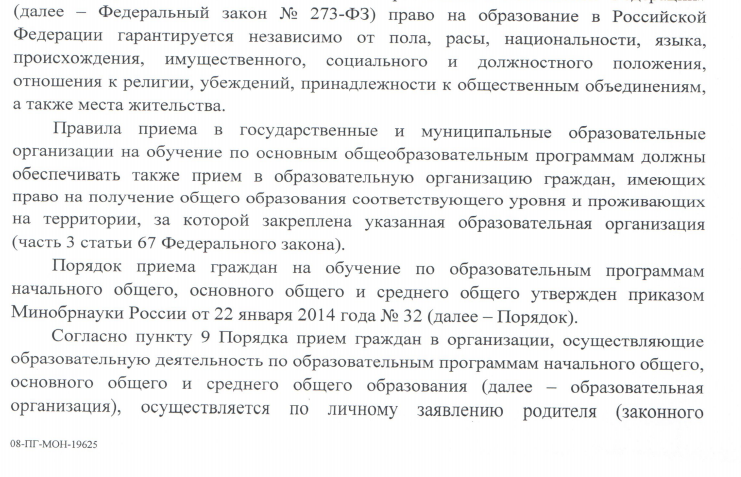 (далее – Федеральный закон № 273-ФЗ) право на образование в Российской
Федерации гарантируется независимо от пола, расы, национальности, языка,
происхождения, имущественного, социального и должностного положения,
отношения к религии, убеждений, принадлежности к общественным объединениям,
а также места жительства.
Правила приема в государственные и муниципальные образовательные
организации на обучение по основным общеобразовательным программам должны
обеспечивать также прием в образовательную организацию граждан, имеющих
право на получение общего образования соответствующего уровня и проживающих
на территории, за которой закреплена указанная образовательная организация
(часть 3 статьи 67 Федерального закона).
Порядок приема граждан на обучение по образовательным программам
начального общего, основного общего и среднего общего утвержден приказом
Минобрнауки России от 22 января 2014 года № 32 (далее – Порядок).
Согласно пункту 9 Порядка прием граждан в организации, осуществляющие
образовательную деятельность по образовательным программам начального общего,
основного общего и среднего общего образования (далее – образовательная
организация), осуществляется по личному заявлению родителя (законного
08-ПГ-МОН-19625